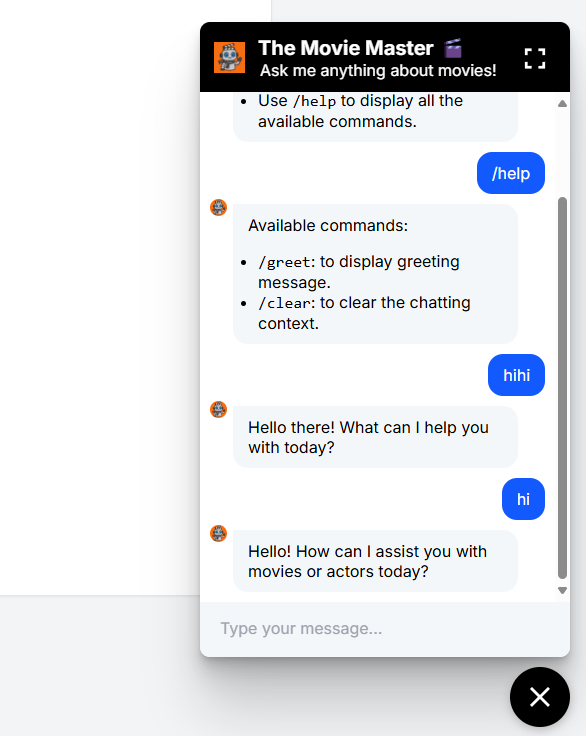 The Movie Master 🎬
Ask me anything about movies!
• Use /help to display all the
available commands.
/help
Available commands:
• /greet: to display greeting
message.
• /clear: to clear the chatting
context.
hihi
Hello there! What can I help you
with today?
hi
Hello! How can I assist you with
movies or actors today?
Type your message...